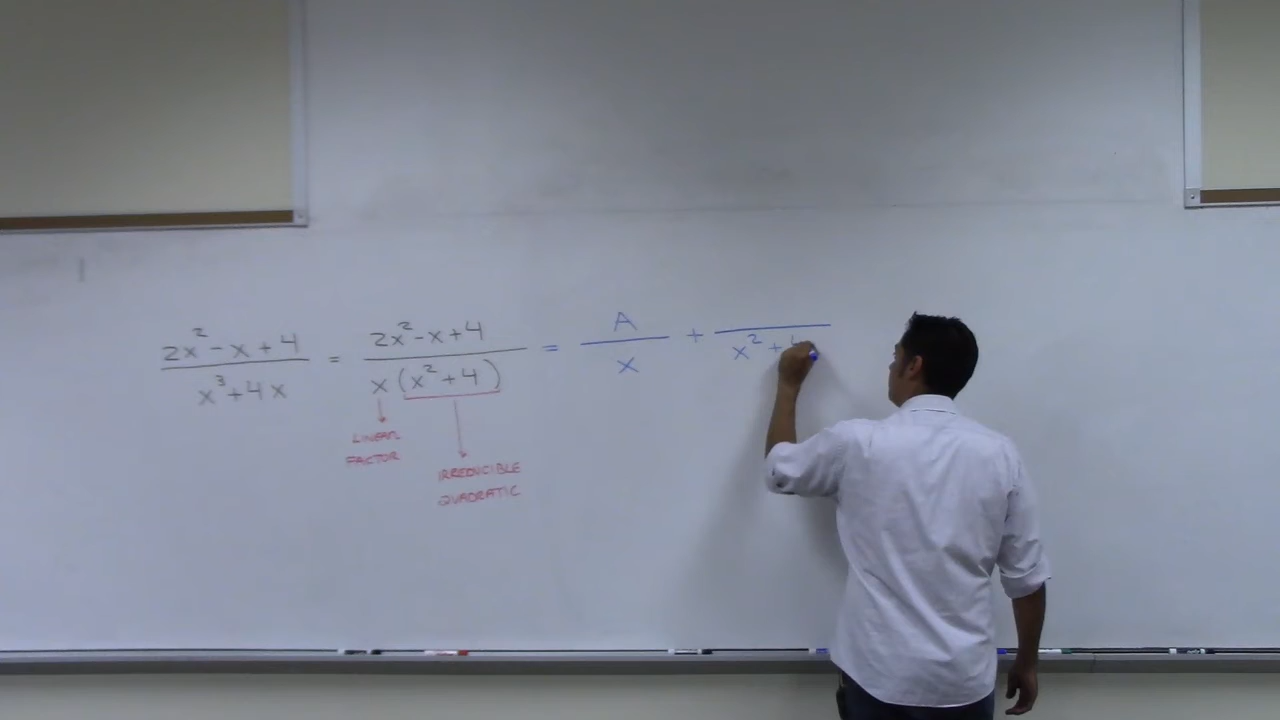 2x² - x + 4 / x³ + 4x = 2x² - x + 4 / x(x² + 4) = A / x + / x² + 4
LINEAR
FACTOR
IRREDUCIBLE
QUADRATIC